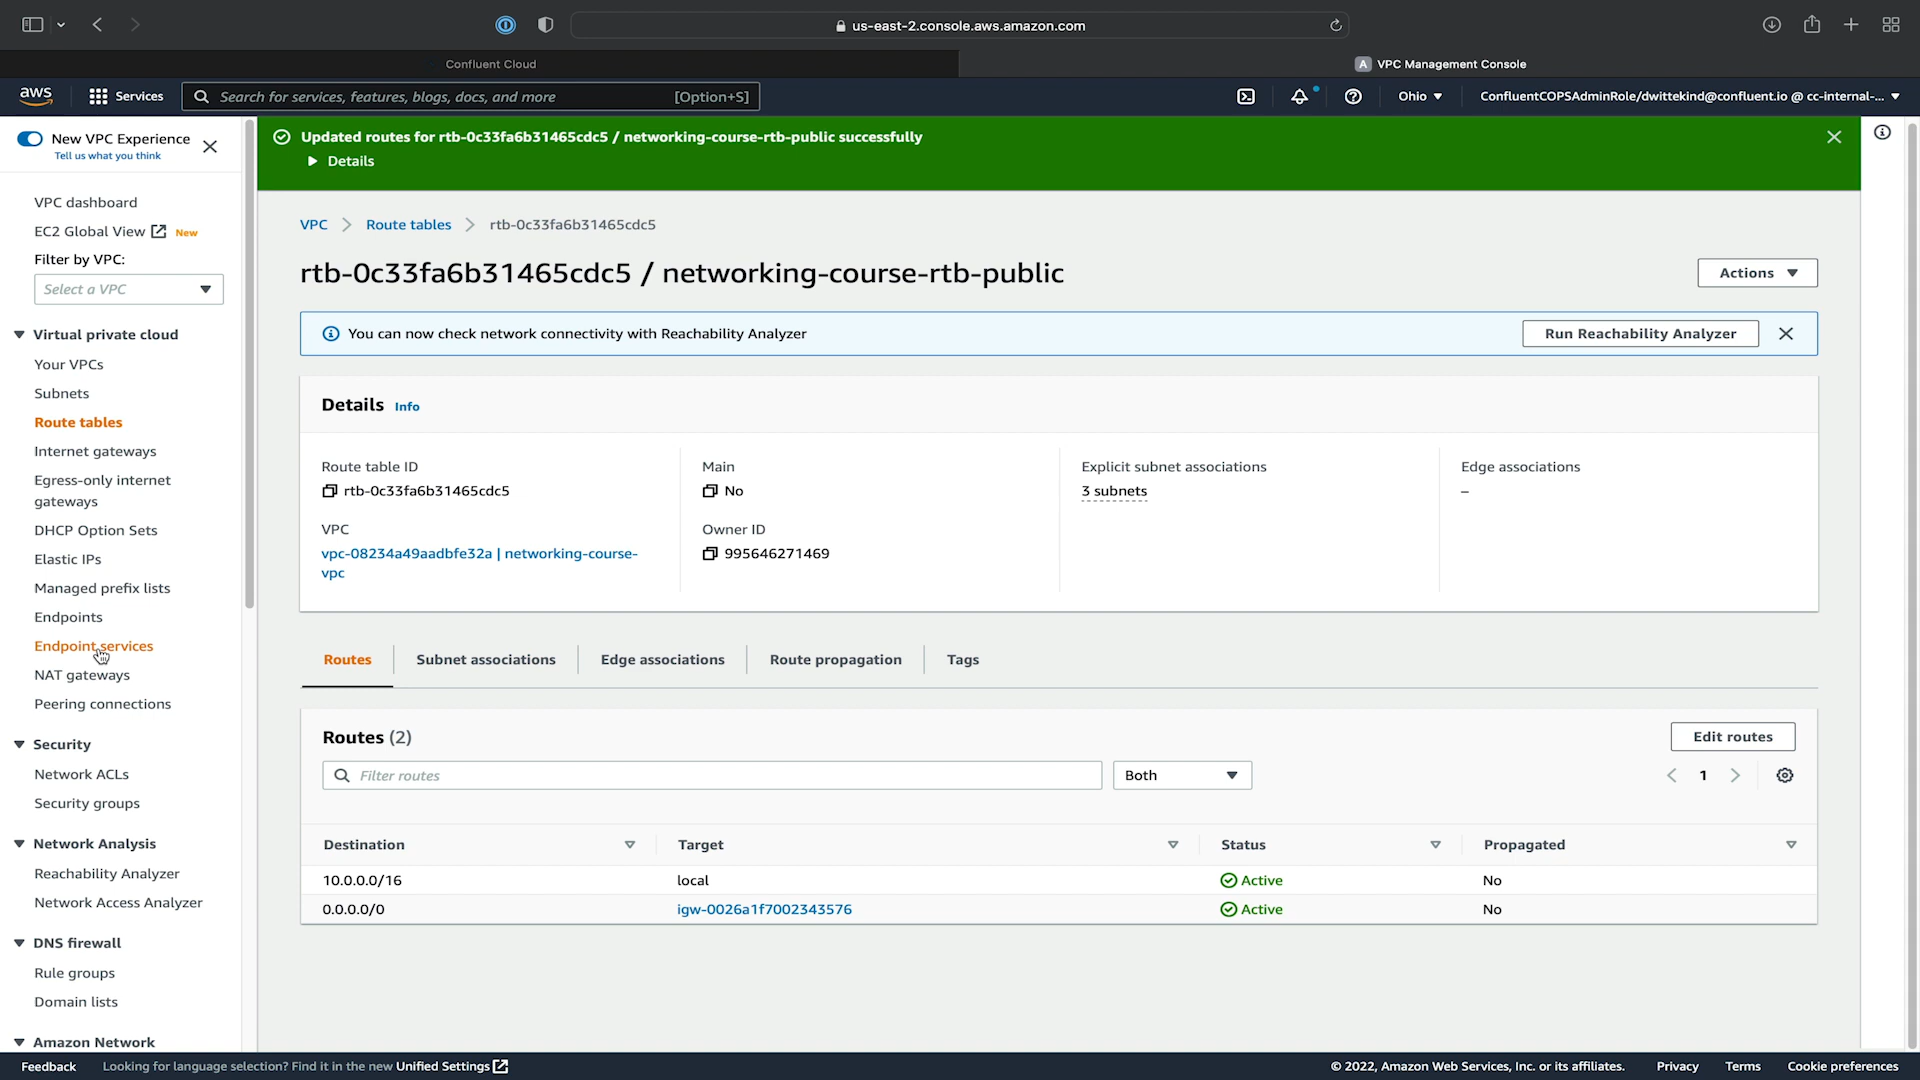 us-east-2.console.aws.amazon.com
Confluent Cloud
A VPC Management Console
aws
Services
Search for services, features, blogs, docs, and more [Option+S]
Ohio
ConfluentCOPSAdminRole/dwittekind@confluent.io @ cc-internal-...
New VPC Experience
Tell us what you think
VPC dashboard
EC2 Global View New
Filter by VPC:
Select a VPC
Virtual private cloud
Your VPCs
Subnets
Route tables
Internet gateways
Egress-only internet
gateways
DHCP Option Sets
Elastic IPs
Managed prefix lists
Endpoints
Endpoint services
NAT gateways
Peering connections
Security
Network ACLs
Security groups
Network Analysis
Reachability Analyzer
Network Access Analyzer
DNS firewall
Rule groups
Domain lists
Amazon Network
Updated routes for rtb-0c33fa6b31465cdc5 / networking-course-rtb-public successfully
Details
VPC
Route tables
rtb-0c33fa6b31465cdc5
rtb-0c33fa6b31465cdc5 / networking-course-rtb-public
Actions
You can now check network connectivity with Reachability Analyzer
Run Reachability Analyzer
Details Info
Route table ID
rtb-0c33fa6b31465cdc5
VPC
vpc-08234a49aadbfe32a | networking-course-
vpc
Main
No
Owner ID
995646271469
Explicit subnet associations
3 subnets
Edge associations
–
Routes
Subnet associations
Edge associations
Route propagation
Tags
Routes (2)
Edit routes
Filter routes
Both
1
Destination Target Status Propagated
10.0.0.0/16 local Active No
0.0.0.0/0 igw-0026a1f7002343576 Active No
Feedback
Looking for language selection? Find it in the new Unified Settings
© 2022, Amazon Web Services, Inc. or its affiliates.
Privacy
Terms
Cookie preferences